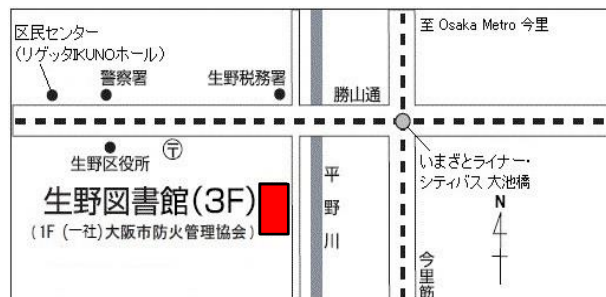 区民センター
(リゲッタIKUNOホール)
警察署
生野税務署
至 Osaka Metro 今里
勝山通
生野区役所
〒
いまざとライナー・
シティバス 大池橋
生野図書館(3F)
(1F (一社)大阪市防火管理協会)
平野川
今里筋
N